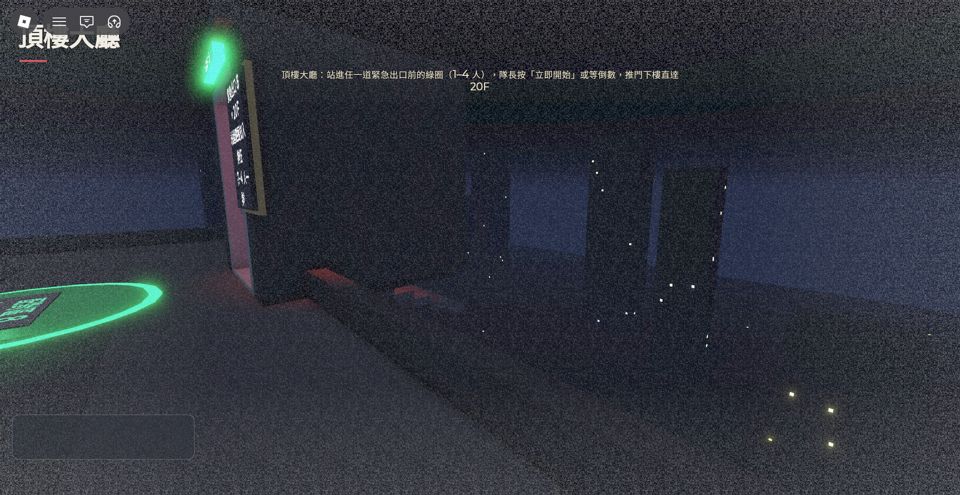 頂樓大廳
頂樓大廳：站進任一道緊急出口前的綠圈（1–4 人），隊長按「立即開始」或等倒數，推門下樓直達
20F